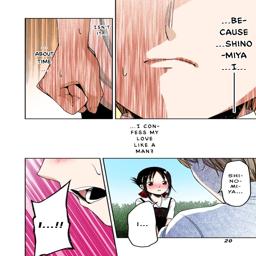 ...BE-
CAUSE
...SHINO
-MIYA
I...
ISN'T
IT?
ABOUT
TIME
...I CON-
FESS MY
LOVE
LIKE A
MAN?
SHI-
NO-
MI-
YA...
I...
I...!!
20